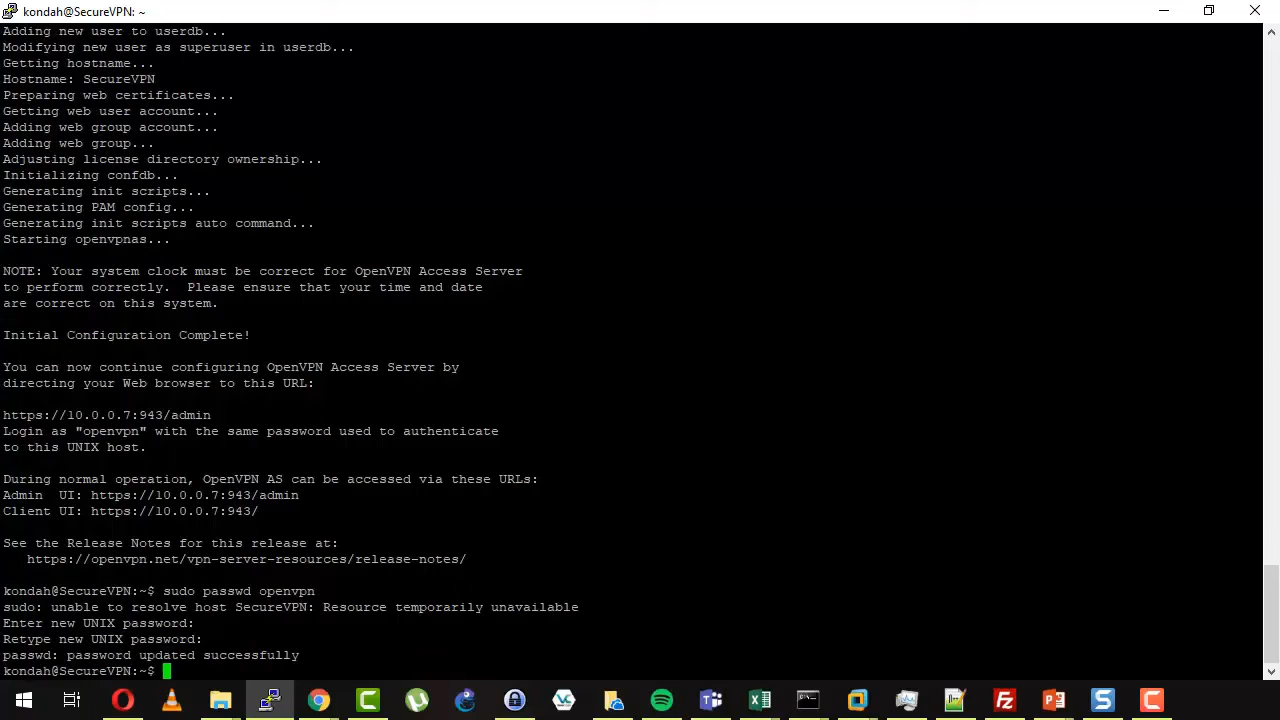 kondah@SecureVPN: ~
Adding new user to userdb...
Modifying new user as superuser in userdb...
Getting hostname...
Hostname: SecureVPN
Preparing web certificates...
Getting web user account...
Adding web group account...
Adding web group...
Adjusting license directory ownership...
Initializing confdb...
Generating init scripts...
Generating PAM config...
Generating init scripts auto command...
Starting openvpnas...
NOTE: Your system clock must be correct for OpenVPN Access Server
to perform correctly.  Please ensure that your time and date
are correct on this system.
Initial Configuration Complete!
You can now continue configuring OpenVPN Access Server by
directing your Web browser to this URL:
https://10.0.0.7:943/admin
Login as "openvpn" with the same password used to authenticate
to this UNIX host.
During normal operation, OpenVPN AS can be accessed via these URLs:
Admin  UI: https://10.0.0.7:943/admin
Client UI: https://10.0.0.7:943/
See the Release Notes for this release at:
https://openvpn.net/vpn-server-resources/release-notes/
kondah@SecureVPN:~$ sudo passwd openvpn
sudo: unable to resolve host SecureVPN: Resource temporarily unavailable
Enter new UNIX password:
Retype new UNIX password:
passwd: password updated successfully
kondah@SecureVPN:~$